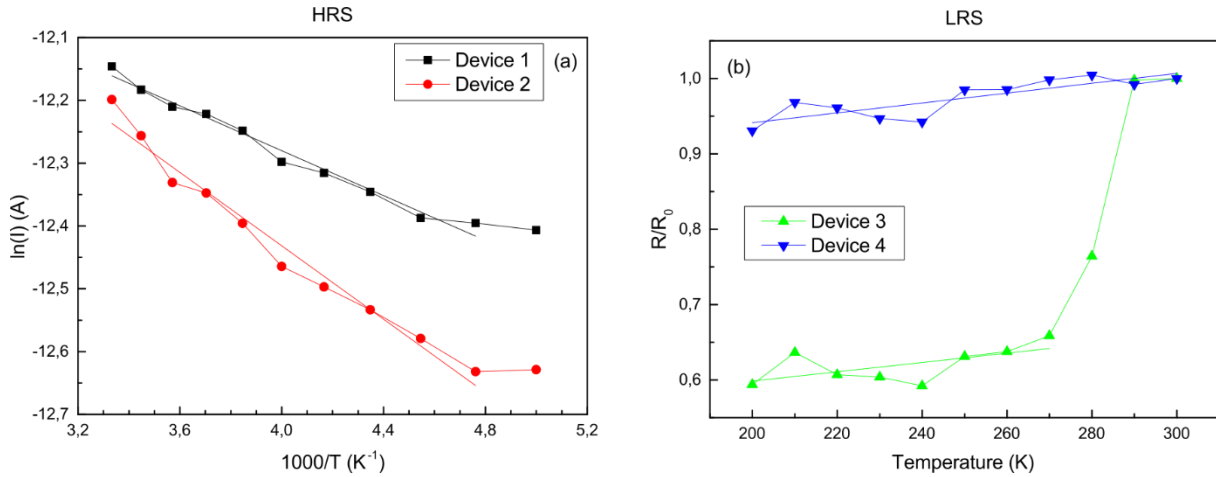 HRS
-12,1
-12,2
-12,3
-12,4
-12,5
-12,6
-12,7
ln(I) (A)
Device 1
Device 2
(a)
3,2 3,6 4,0 4,4 4,8 5,2
1000/T (K⁻¹)
LRS
(b)
1,0
0,9
0,8
0,7
0,6
R/R₀
Device 3
Device 4
200 220 240 260 280 300
Temperature (K)